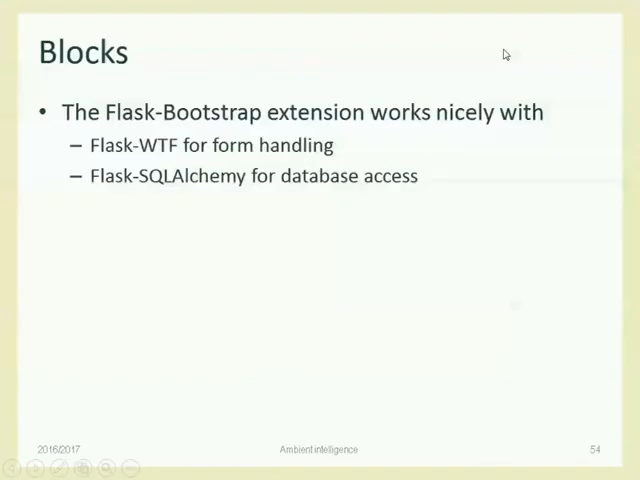 Blocks
• The Flask-Bootstrap extension works nicely with
– Flask-WTF for form handling
– Flask-SQLAlchemy for database access
2016/2017 Ambient intelligence 54